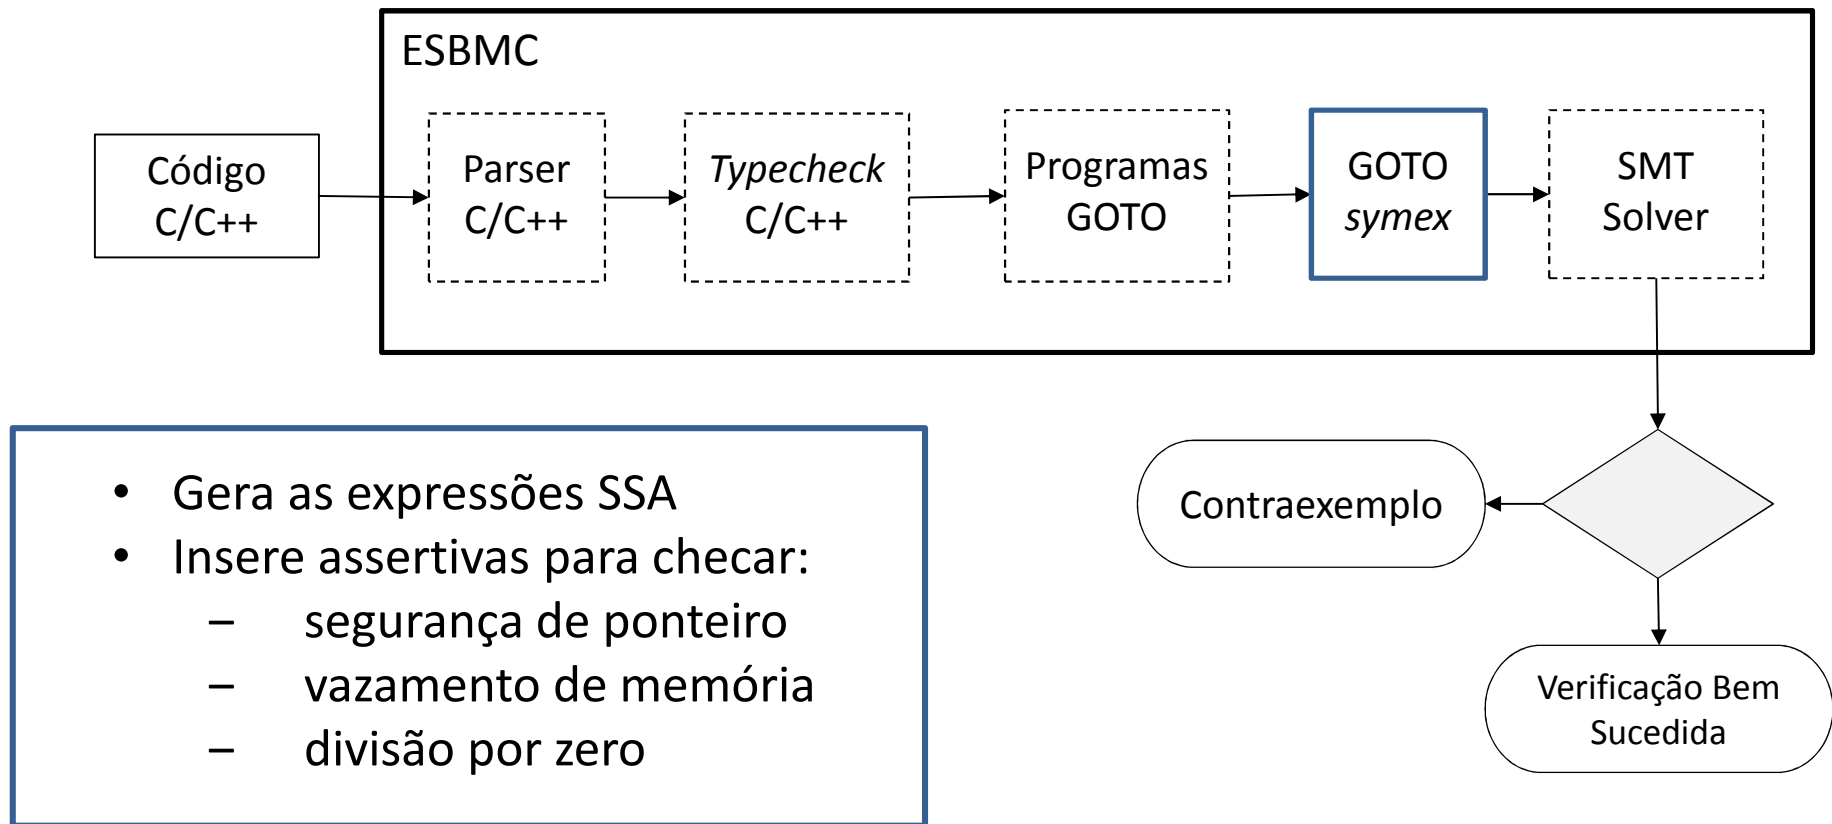 ESBMC
Código
C/C++
Parser
C/C++
Typecheck
C/C++
Programas
GOTO
GOTO
symex
SMT
Solver
• Gera as expressões SSA
• Insere assertivas para checar:
– segurança de ponteiro
– vazamento de memória
– divisão por zero
Contraexemplo
Verificação Bem
Sucedida